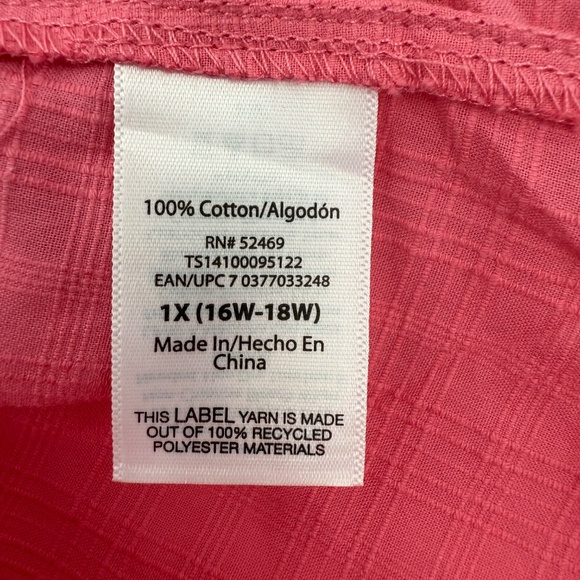 100% Cotton/Algodón
RN# 52469
TS14100095122
EAN/UPC 7 0377033248
1X (16W-18W)
Made In/Hecho En
China
THIS LABEL YARN IS MADE
OUT OF 100% RECYCLED
POLYESTER MATERIALS